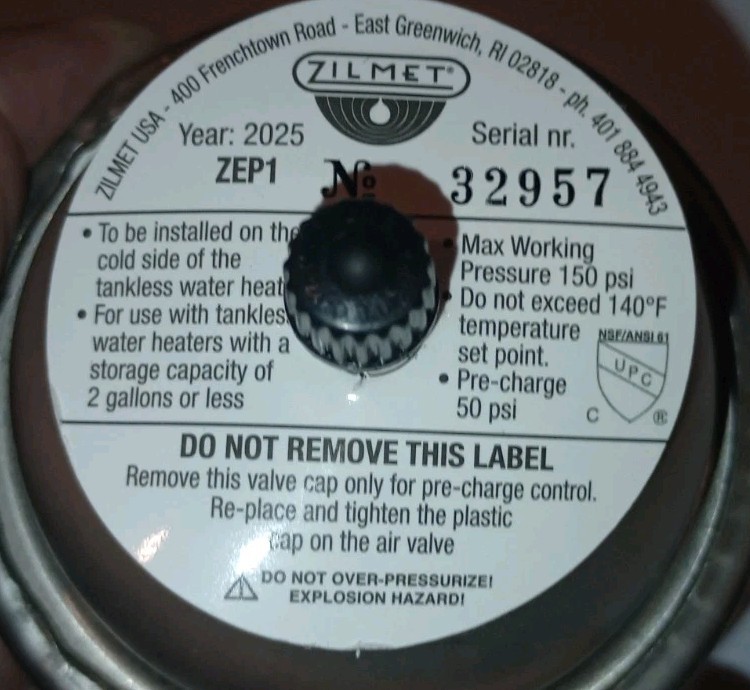 ZILMET USA - 400 Frenchtown Road - East Greenwich, RI 02818 - ph. 401 884 4943
ZILMET®
Year: 2025
Serial nr.
ZEP1
No
32957
• To be installed on the
cold side of the
tankless water heat
• For use with tankles
water heaters with a
storage capacity of
2 gallons or less
• Max Working
Pressure 150 psi
• Do not exceed 140°F
temperature
set point.
• Pre-charge
50 psi
NSF/ANSI 61
UPC
C ®
DO NOT REMOVE THIS LABEL
Remove this valve cap only for pre-charge control.
Re-place and tighten the plastic
cap on the air valve
DO NOT OVER-PRESSURIZE!
EXPLOSION HAZARD!